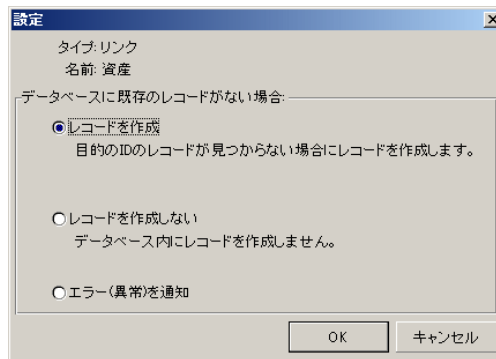 設定
タイプ:リンク
名前: 資産
データベースに既存のレコードがない場合:
レコードを作成
目的のIDのレコードが見つからない場合にレコードを作成します。
レコードを作成しない
データベース内にレコードを作成しません。
エラー(異常)を通知
OK
キャンセル